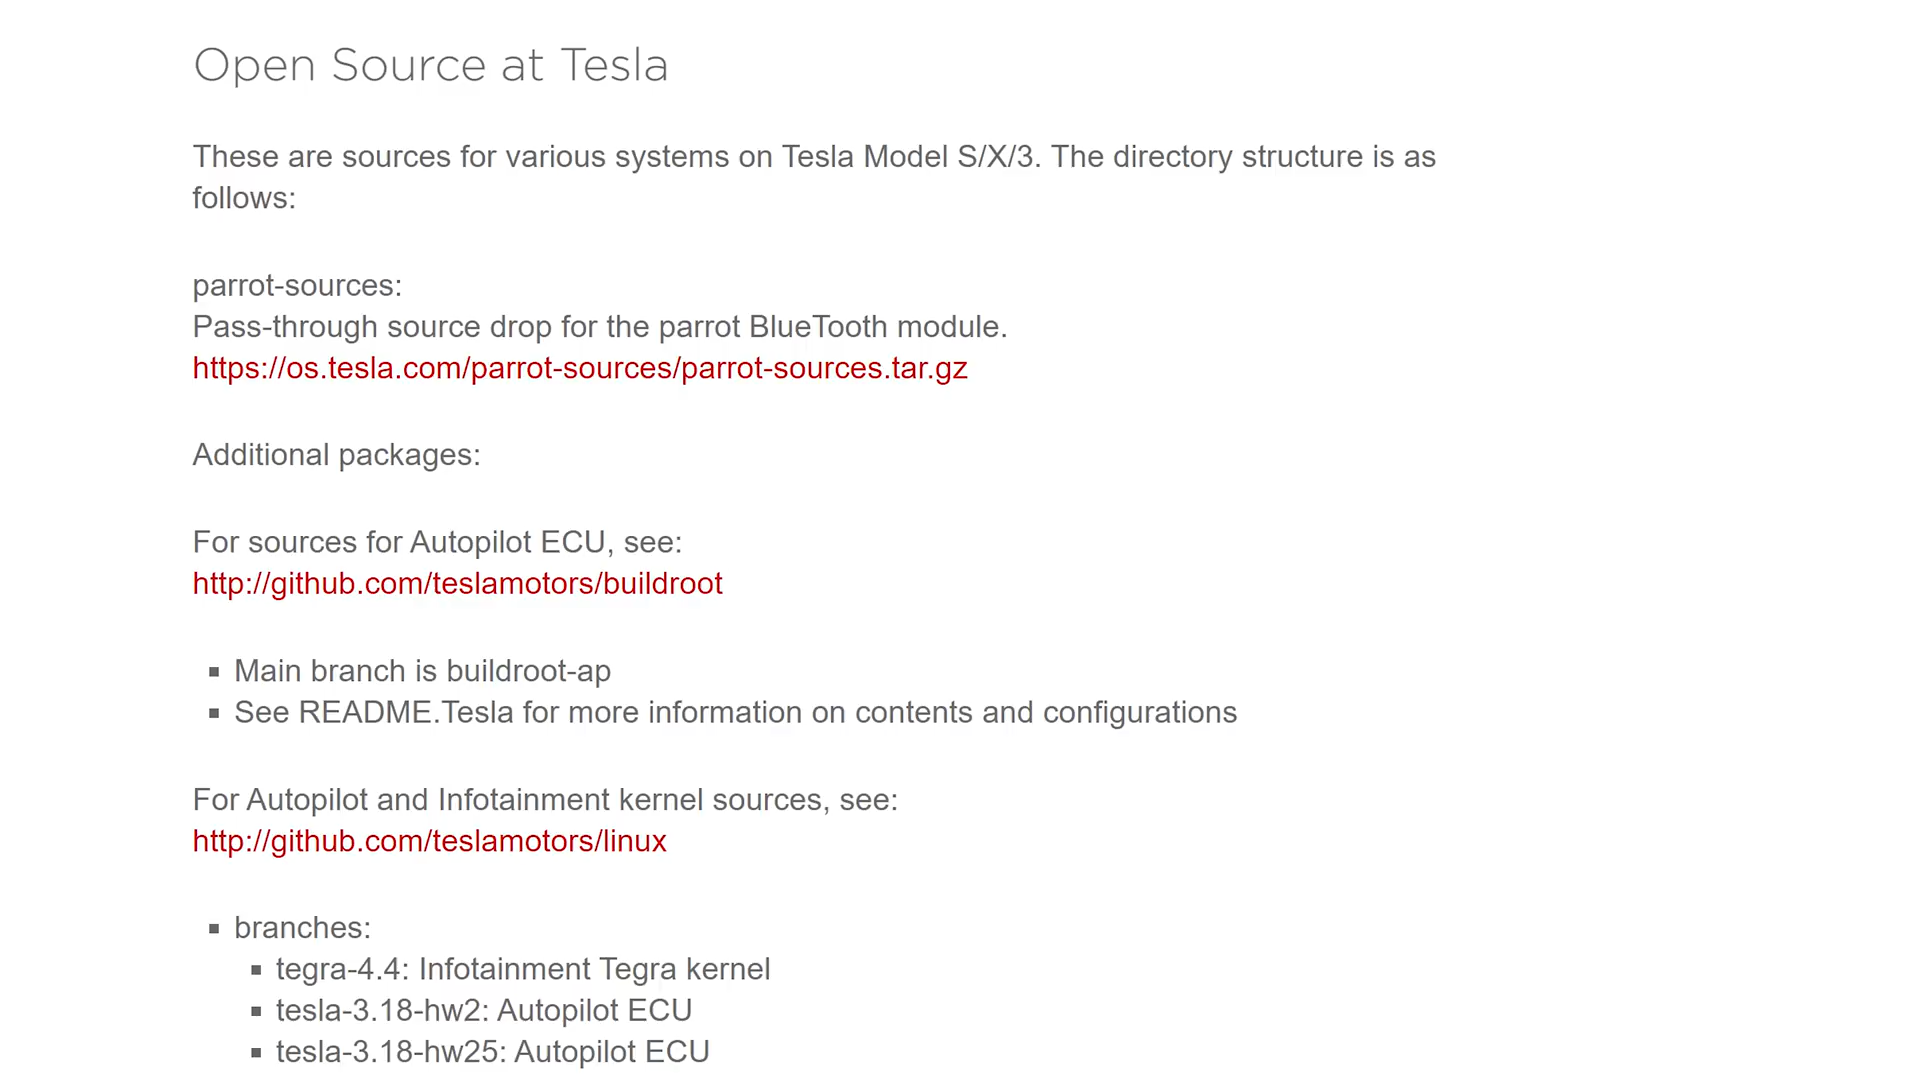 Open Source at Tesla
These are sources for various systems on Tesla Model S/X/3. The directory structure is as
follows:
parrot-sources:
Pass-through source drop for the parrot BlueTooth module.
https://os.tesla.com/parrot-sources/parrot-sources.tar.gz
Additional packages:
For sources for Autopilot ECU, see:
http://github.com/teslamotors/buildroot
▪ Main branch is buildroot-ap
▪ See README.Tesla for more information on contents and configurations
For Autopilot and Infotainment kernel sources, see:
http://github.com/teslamotors/linux
▪ branches:
▪ tegra-4.4: Infotainment Tegra kernel
▪ tesla-3.18-hw2: Autopilot ECU
▪ tesla-3.18-hw25: Autopilot ECU